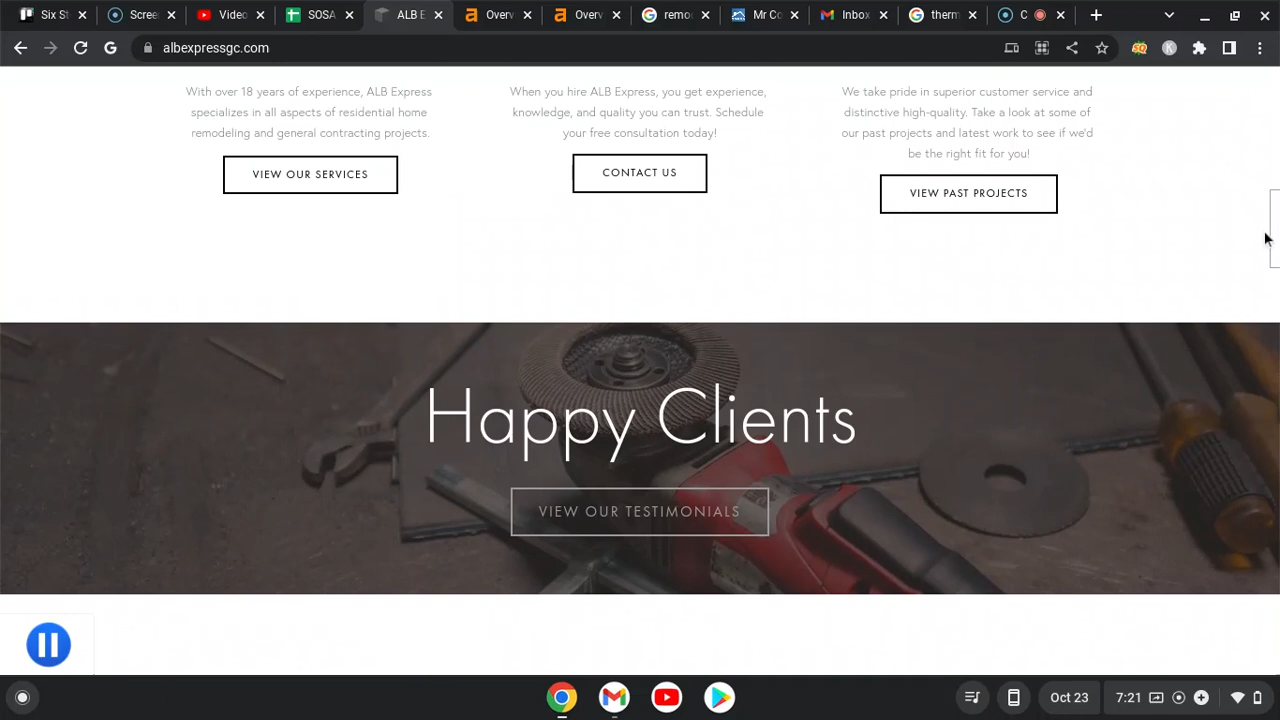 Six St
Scree
Video
SOSA
ALB E
Overv
Overv
remo
Mr Co
Inbox
therm
C
albexpressgc.com
With over 18 years of experience, ALB Express
specializes in all aspects of residential home
remodeling and general contracting projects.
VIEW OUR SERVICES
When you hire ALB Express, you get experience,
knowledge, and quality you can trust. Schedule
your free consultation today!
CONTACT US
We take pride in superior customer service and
distinctive high-quality. Take a look at some of
our past projects and latest work to see if we'd
be the right fit for you!
VIEW PAST PROJECTS
Happy Clients
VIEW OUR TESTIMONIALS
Oct 23
7:21